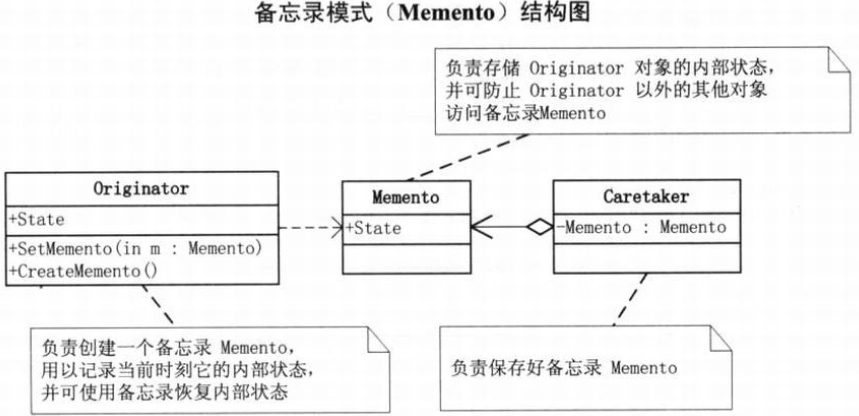 备忘录模式（Memento）结构图
负责存储 Originator 对象的内部状态，
并可防止 Originator 以外的其他对象
访问备忘录Memento
Originator
+State
+SetMemento(in m : Memento)
+CreateMemento()
Memento
+State
Caretaker
-Memento : Memento
负责创建一个备忘录 Memento，
用以记录当前时刻它的内部状态，
并可使用备忘录恢复内部状态
负责保存好备忘录 Memento